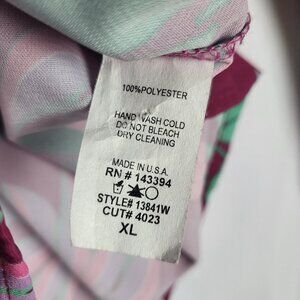 100%POLYESTER
HAND WASH COLD
DO NOT BLEACH
DRY CLEANING
MADE IN U.S.A.
RN # 143394
STYLE# 13841W
CUT# 4023
XL